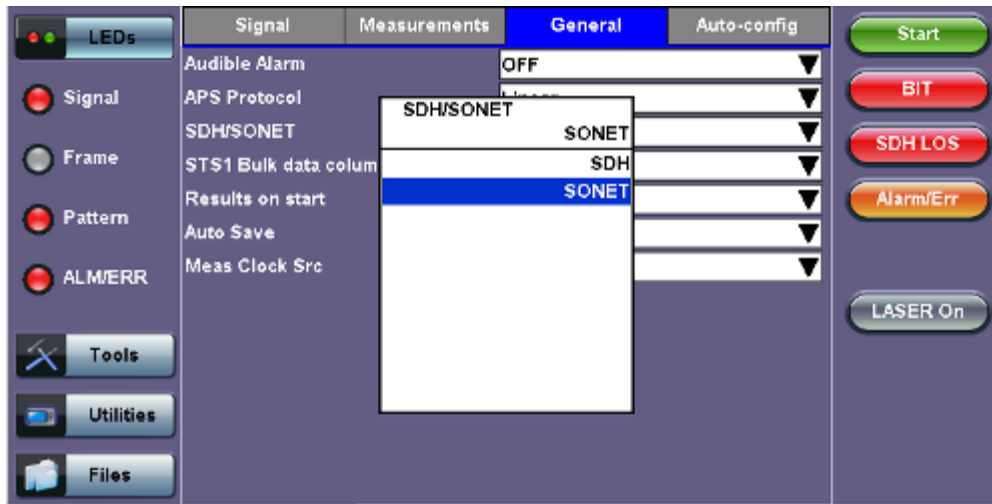 LEDs
Signal
Frame
Pattern
ALM/ERR
Tools
Utilities
Files
Signal Measurements General Auto-config
Audible Alarm OFF
APS Protocol
SDH/SONET
STS1 Bulk data colum
Results on start
Auto Save
Meas Clock Src
SDH/SONET
SONET
SDH
SONET
Start
BIT
SDH LOS
Alarm/Err
LASER On